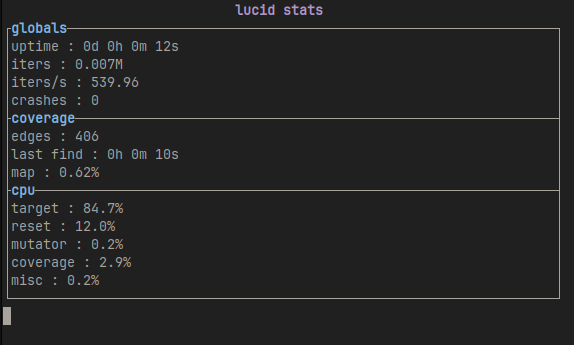 lucid stats
globals
uptime : 0d 0h 0m 12s
iters : 0.007M
iters/s : 539.96
crashes : 0
coverage
edges : 406
last find : 0h 0m 10s
map : 0.62%
cpu
target : 84.7%
reset : 12.0%
mutator : 0.2%
coverage : 2.9%
misc : 0.2%